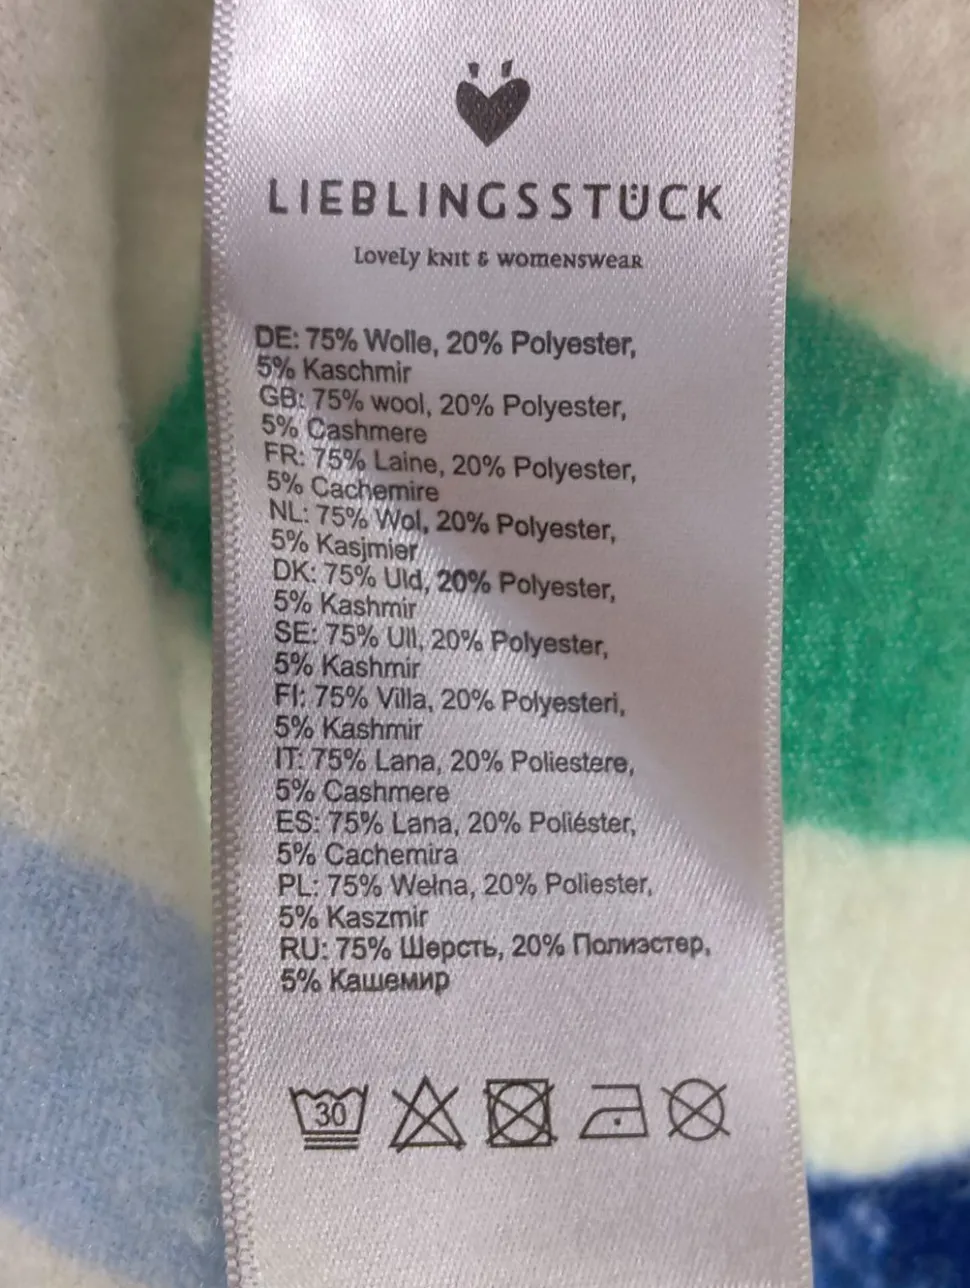 LIEBLINGSSTÜCK
Lovely knit & womenswear
DE: 75% Wolle, 20% Polyester,
5% Kaschmir
GB: 75% wool, 20% Polyester,
5% Cashmere
FR: 75% Laine, 20% Polyester,
5% Cachemire
NL: 75% Wol, 20% Polyester,
5% Kasjmier
DK: 75% Uld, 20% Polyester,
5% Kashmir
SE: 75% Ull, 20% Polyester,
5% Kashmir
FI: 75% Villa, 20% Polyesteri,
5% Kashmir
IT: 75% Lana, 20% Poliestere,
5% Cashmere
ES: 75% Lana, 20% Poliéster,
5% Cachemira
PL: 75% Wełna, 20% Poliester,
5% Kaszmir
RU: 75% Шерсть, 20% Полиэстер,
5% Кашемир
30